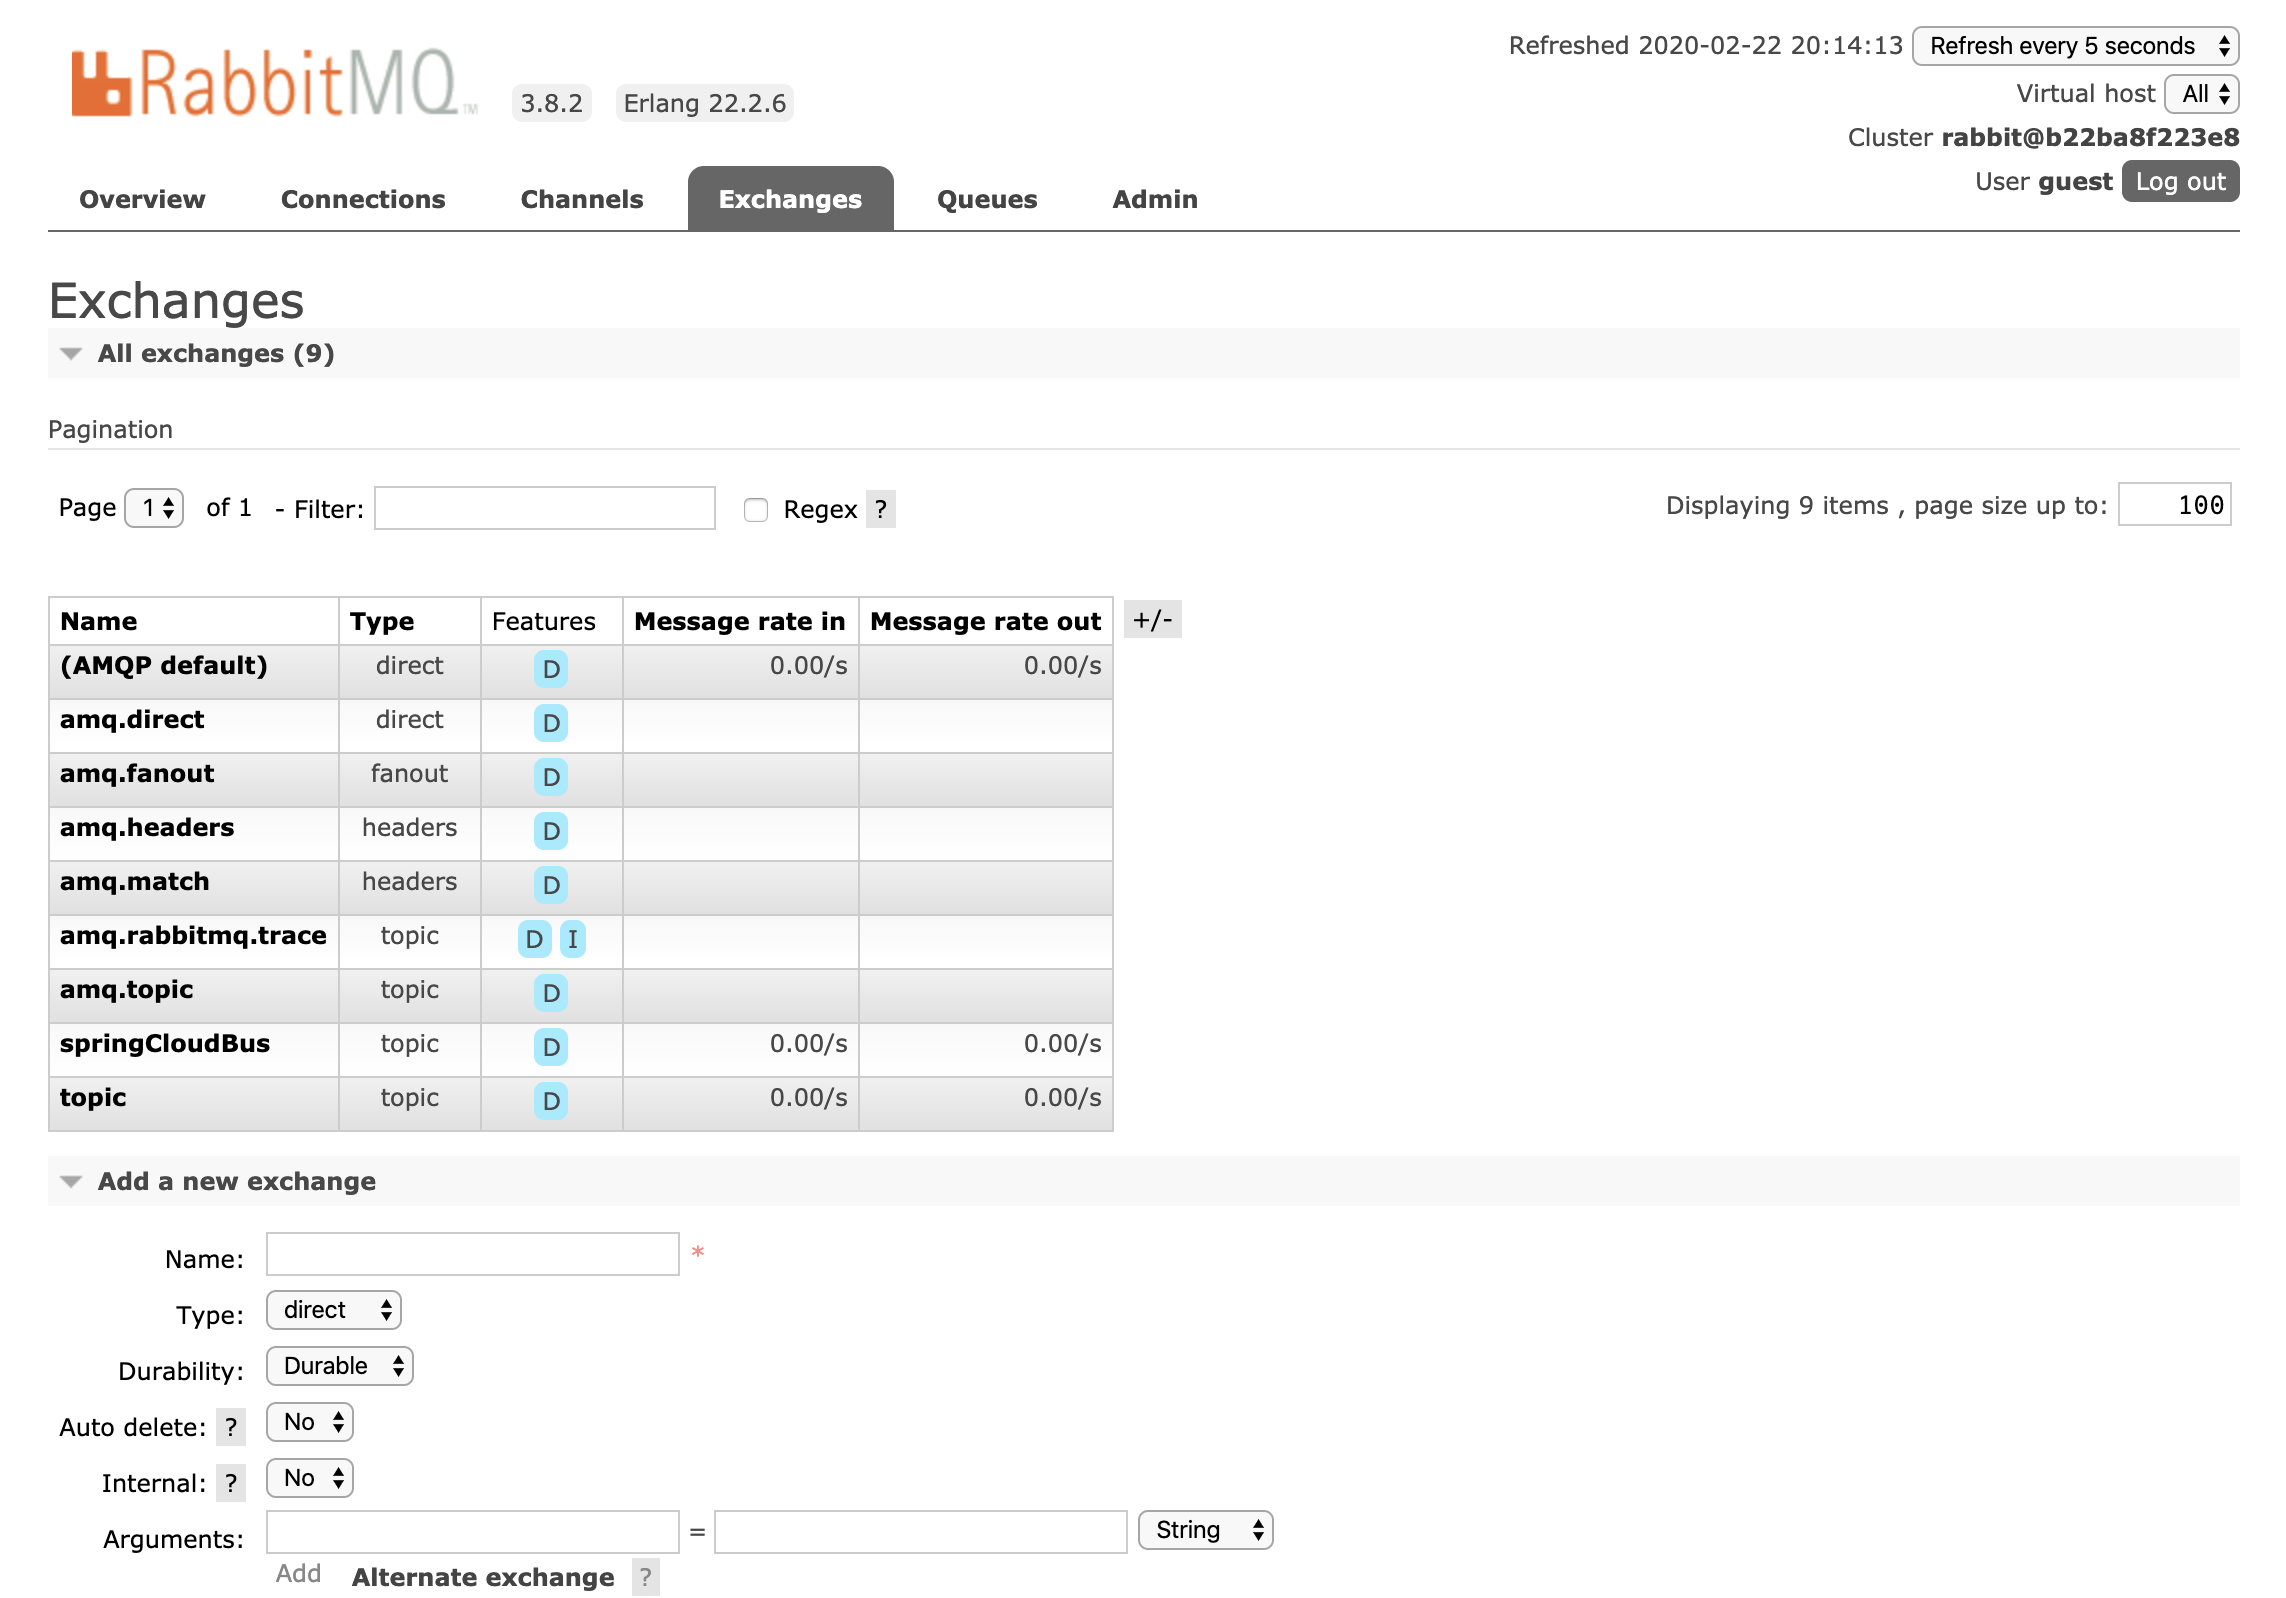 RabbitMQ™ 3.8.2 Erlang 22.2.6
Refreshed 2020-02-22 20:14:13 Refresh every 5 seconds
Virtual host All
Cluster rabbit@b22ba8f223e8
User guest Log out
Overview Connections Channels Exchanges Queues Admin
Exchanges
All exchanges (9)
Pagination
Page 1 of 1 - Filter: Regex ? Displaying 9 items , page size up to: 100
Name Type Features Message rate in Message rate out +/-
(AMQP default) direct D 0.00/s 0.00/s
amq.direct direct D
amq.fanout fanout D
amq.headers headers D
amq.match headers D
amq.rabbitmq.trace topic D I
amq.topic topic D
springCloudBus topic D 0.00/s 0.00/s
topic topic D 0.00/s 0.00/s
Add a new exchange
Name: *
Type: direct
Durability: Durable
Auto delete: ? No
Internal: ? No
Arguments: = String
Add Alternate exchange ?